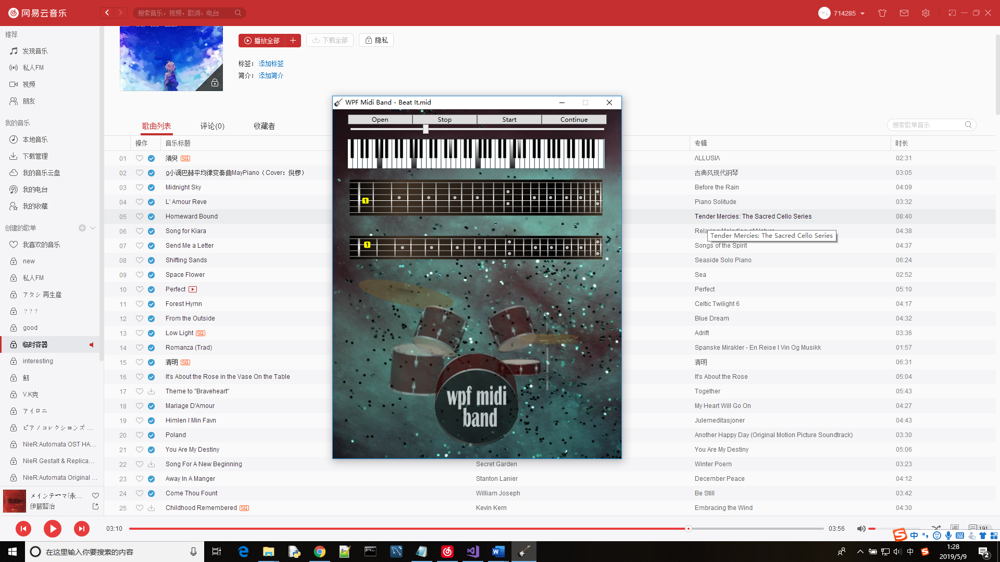 网易云音乐
搜索音乐，视频，歌词，电台
714285
推荐
发现音乐
私人FM
视频
朋友
我的音乐
本地音乐
下载管理
我的音乐云盘
我的电台
我的收藏
创建的歌单
我喜欢的音乐
new
私人FM
アタシ 再生産
？？？
good
临时容器
interesting
V.K克
アイロニ
ピアノコレクションズ ...
NieR:Automata OST HA...
NieR Gestalt & Replica...
NieR:Automata Original ...
メインテーマ「永...
伊藤賢治
播放全部
下载全部
隐私
标签： 添加标签
简介： 添加简介
歌曲列表 评论(0) 收藏者
搜索歌单音乐
操作 音乐标题 专辑 时长
01 須臾 SQ ΛLLUSIΛ 02:31
02 g小调巴赫平均律变奏曲MayPiano（Cover：倪椤） 古典风现代钢琴 03:05
03 Midnight Sky Before the Rain 04:09
04 L' Amour Reve Piano Solitude 03:32
05 Homeward Bound Tender Mercies: The Sacred Cello Series 08:40
06 Song for Kiara Relaxing Melodies of Nature 04:38
Tender Mercies: The Sacred Cello Series
07 Send Me a Letter Songs of the Spirit 04:37
08 Shifting Sands Seaside Solo Piano 06:24
09 Space Flower Sea 02:52
10 Perfect Perfect 05:10
11 Forest Hymn Celtic Twilight 6 04:17
12 From the Outside Blue Dream 04:32
13 Low Light SQ Adrift 03:36
14 Romanza (Trad) Spanske Mirakler - En Reise I Vin Og Musikk 01:57
15 清明 SQ 清明 06:31
16 It's About the Rose in the Vase On the Table It's About the Rose 05:04
17 Theme to "Braveheart" Together 05:43
18 Mariage D'Amour My Heart Will Go On 04:27
19 Himlen I Min Favn Julemeditasjoner 04:43
20 Poland Another Happy Day (Original Motion Picture Soundtrack) 03:30
21 You Are My Destiny You Are My Destiny 05:06
22 Song For A New Beginning Secret Garden Winter Poem 03:23
23 Away In A Manger Stanton Lanier December Peace 04:12
24 Come Thou Fount William Joseph Be Still 03:42
25 Childhood Remembered SQ Kevin Kern Embracing the Wind 04:30
WPF Midi Band - Beat It.mid
Open Stop Start Continue
1
1
wpf midi
band
03:10 03:56 词 191
中
在这里输入你要搜索的内容
中
1:28
2019/5/9
2